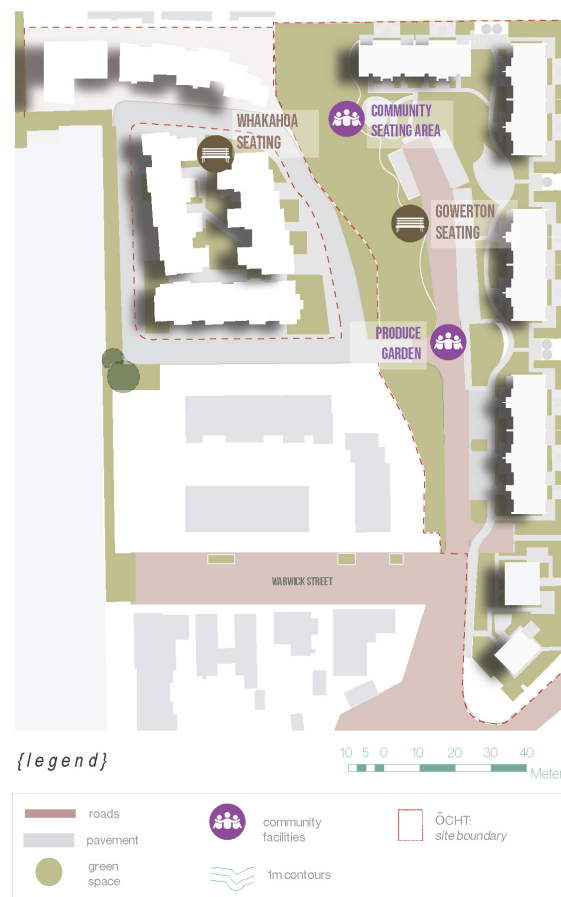 WHAKAHOA
SEATING
COMMUNITY
SEATING AREA
GOWERTON
SEATING
PRODUCE
GARDEN
WARWICK STREET
{legend}
10 5 0 10 20 30 40
Meter
roads
pavement
green
space
community
facilities
1m contours
ŌCHT:
site boundary